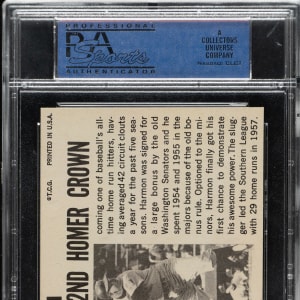 PROFESSIONAL
PSA
Sports
AUTHENTICATOR
A
COLLECTORS
UNIVERSE
COMPANY
AND HOMER CROWN
©T.C.G. PRINTED IN U.S.A.
coming one of baseball's all-
time home run hitters, hav-
ing averaged 42 circuit clouts
a year for the past five sea-
sons. Harmon was signed for
a large bonus by the old
Washington Senators and he
spent 1954 and 1955 in the
majors because of the old bo-
nus rule. Optioned to the mi-
nors, Harmon finally got his
first chance to demonstrate
his awesome power. The slug-
ger led the Southern League
with 29 home runs in 1957.